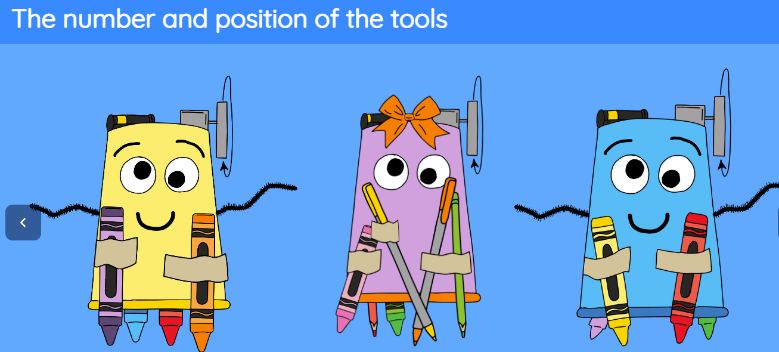 The number and position of the tools